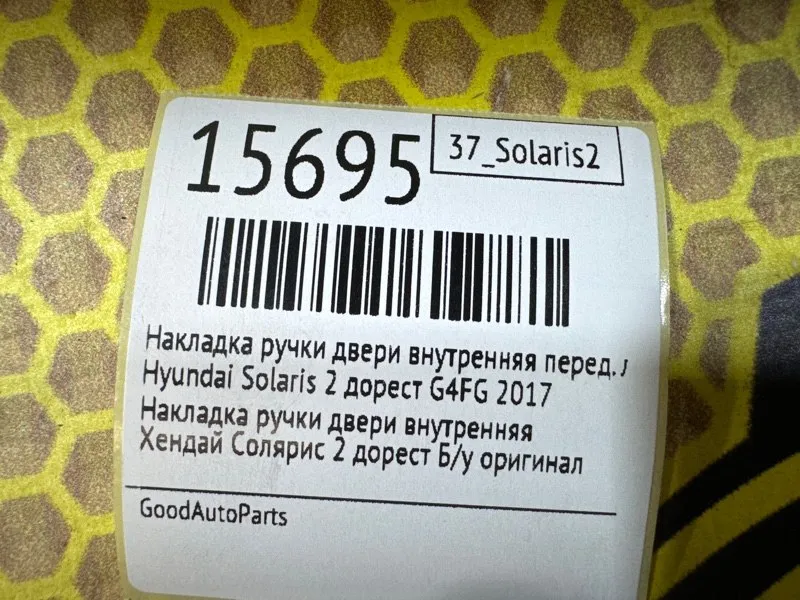 15695
37_Solaris2
Накладка ручки двери внутренняя перед.
Hyundai Solaris 2 дорест G4FG 2017
Накладка ручки двери внутренняя
Хендай Солярис 2 дорест Б/у оригинал
GoodAutoParts